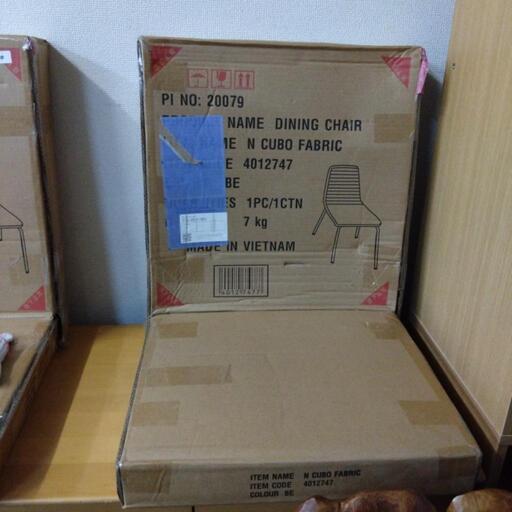 PI NO: 20079
NAME DINING CHAIR
N CUBO FABRIC
4012747
BE
1PC/1CTN
7 kg
MADE IN VIETNAM
ITEM NAME N CUBO FABRIC
ITEM CODE 4012747
COLOUR BE